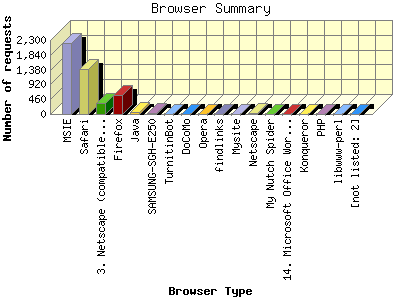 Browser Summary
Number of requests
2,300
1,840
1,380
920
460
0
MSIE
Safari
3. Netscape (compatible...
Firefox
Java
SAMSUNG-SGH-E250
TurnitinBot
DoCoMo
Opera
findlinks
Mysite
Netscape
My Nutch Spider
14. Microsoft Office Wor...
Konqueror
PHP
libwww-perl
[not listed: 21]
Browser Type